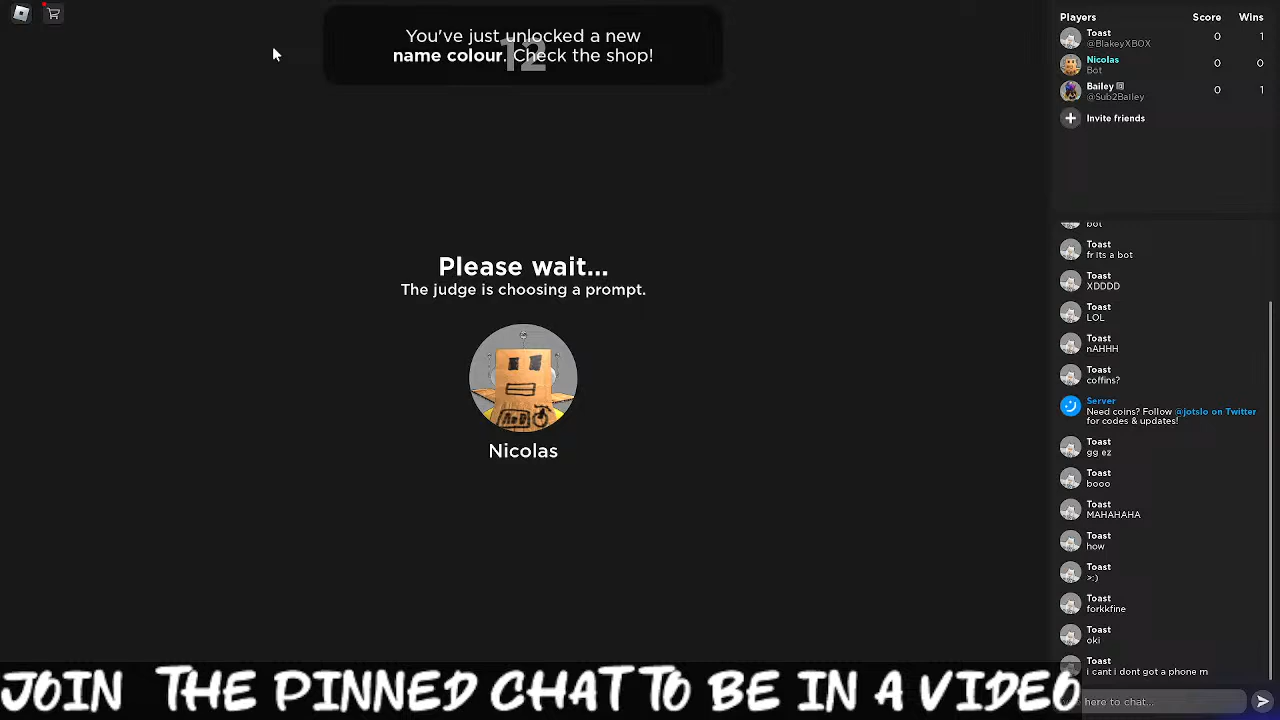 You've just unlocked a new
name colour. Check the shop!
12
Please wait...
The judge is choosing a prompt.
Nicolas
Players Score Wins
Toast 0 1
@BlakeyXBOX
Nicolas 0 0
Bot
Bailey 0 1
@Sub2Bailey
Invite friends
bot
Toast
fr its a bot
Toast
XDDDD
Toast
LOL
Toast
nAHHH
Toast
coffins?
Server
Need coins? Follow @jotslo on Twitter
for codes & updates!
Toast
gg ez
Toast
booo
Toast
MAHAHAHA
Toast
how
Toast
>:)
Toast
forkkfine
Toast
oki
Toast
I cant i dont got a phone m
here to chat...
JOIN THE PINNED CHAT TO BE IN A VIDEO